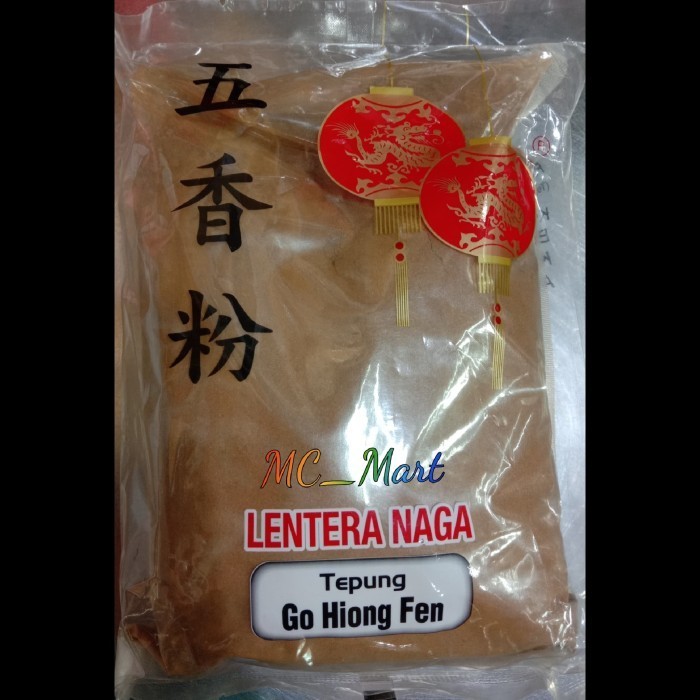 五
香
粉
MC_Mart
LENTERA NAGA
Tepung
Go Hiong Fen